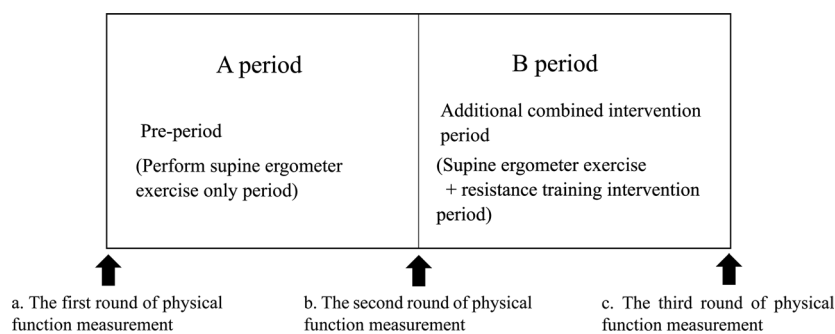 A period
Pre-period
(Perform supine ergometer
exercise only period)
B period
Additional combined intervention
period
(Supine ergometer exercise
+ resistance training intervention
period)
a. The first round of physical
function measurement
b. The second round of physical
function measurement
c. The third round of physical
function measurement